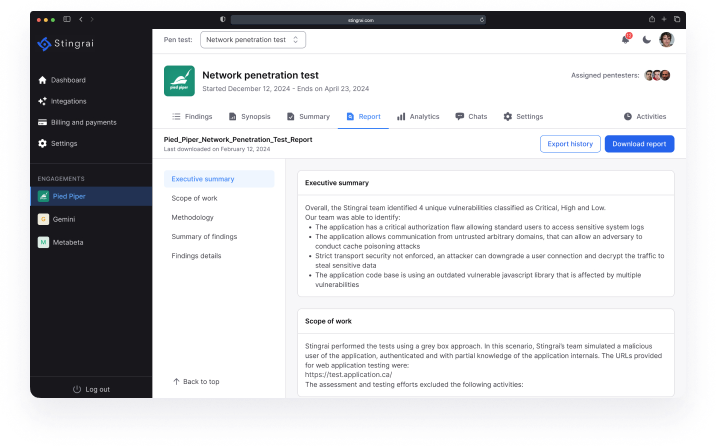 stingrai.com
Stingrai
Pen test: Network penetration test
Dashboard
Integations
Billing and payments
Settings
ENGAGEMENTS
Pied Piper
G Gemini
M Metabeta
Log out
pied piper
Network penetration test
Started December 12, 2024 - Ends on April 23, 2024
Assigned pentesters:
Findings Synopsis Summary Report Analytics Chats Settings Activities
Pied_Piper_Network_Penetration_Test_Report
Last downloaded on February 12, 2024
Export history Download report
Executive summary
Scope of work
Methodology
Summary of findings
Findings details
Back to top
Executive summary
Overall, the Stingrai team identified 4 unique vulnerabilities classified as Critical, High and Low.
Our team was able to identify:
• The application has a critical authorization flaw allowing standard users to access sensitive system logs
• The application allows communication from untrusted arbitrary domains, that can allow an adversary to
conduct cache poisoning attacks
• Strict transport security not enforced, an attacker can downgrade a user connection and decrypt the traffic to
steal sensitive data
• The application code base is using an outdated vulnerable javascript library that is affected by multiple
vulnerabilities
Scope of work
Stingrai performed the tests using a grey box approach. In this scenario, Stingrai's team simulated a malicious
user of the application, authenticated and with partial knowledge of the application internals. The URLs provided
for web application testing were:
https://test.application.ca/
The assessment and testing efforts excluded the following activities: